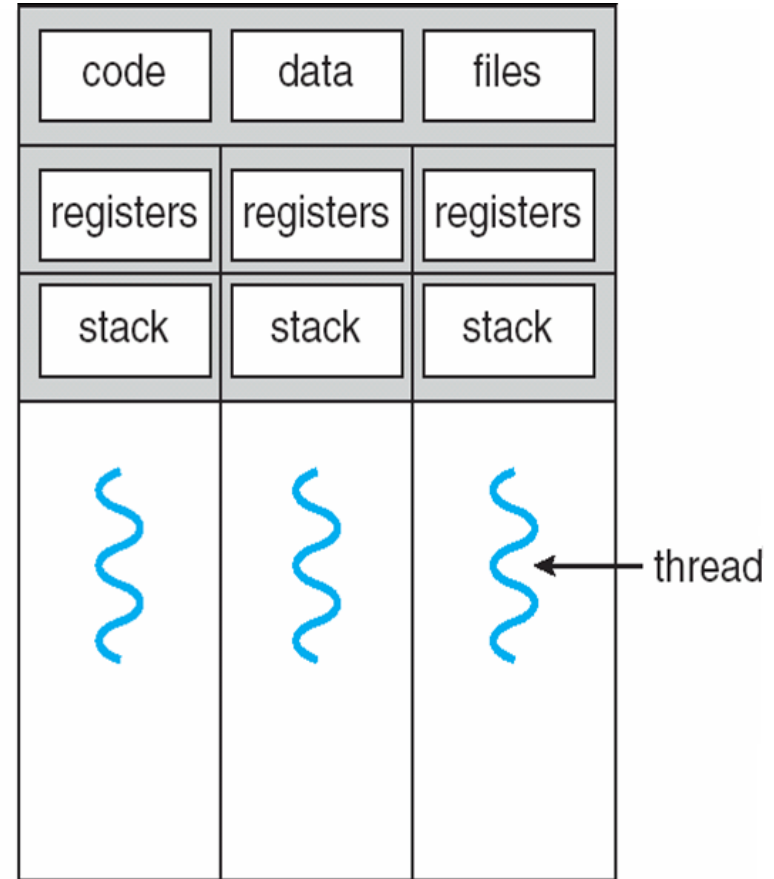 code data files
registers registers registers
stack stack stack
thread